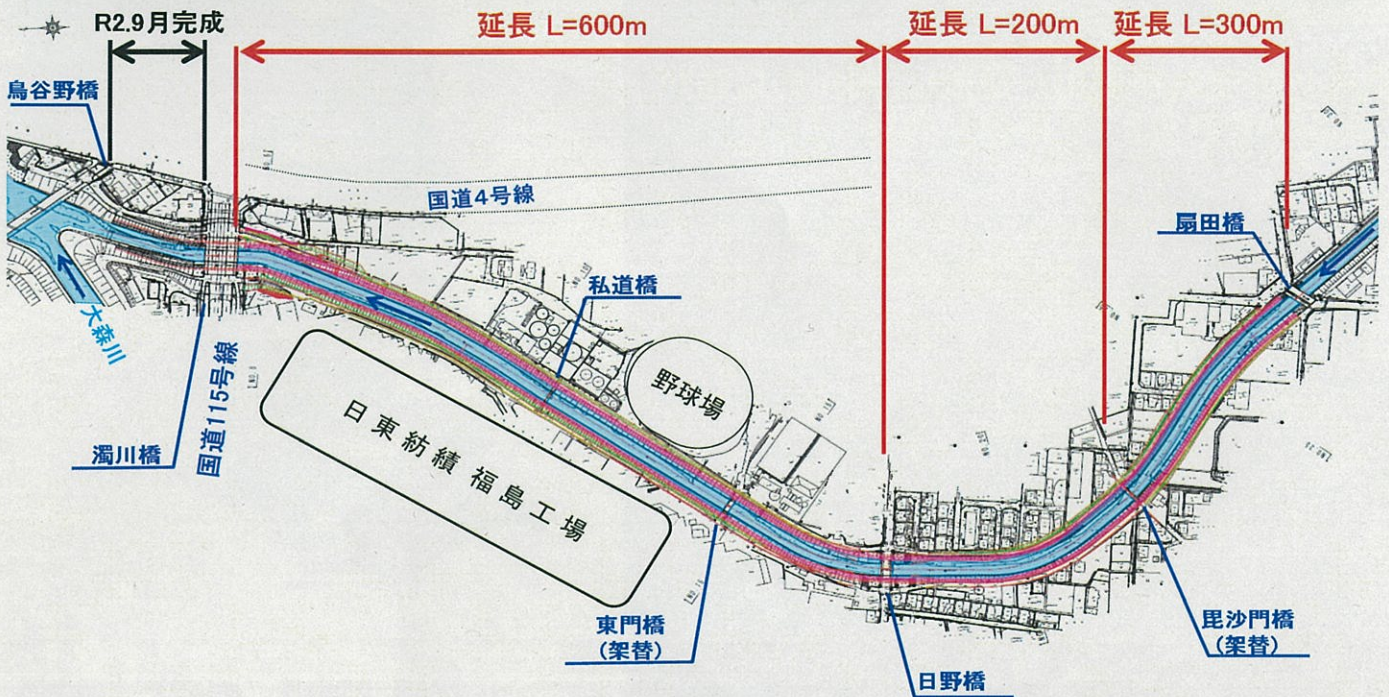 R2.9月完成
延長 L=600m
延長 L=200m
延長 L=300m
鳥谷野橋
国道4号線
扇田橋
私道橋
大森川
野球場
国道115号線
濁川橋
日東紡績 福島工場
東門橋
(架替)
日野橋
毘沙門橋
(架替)